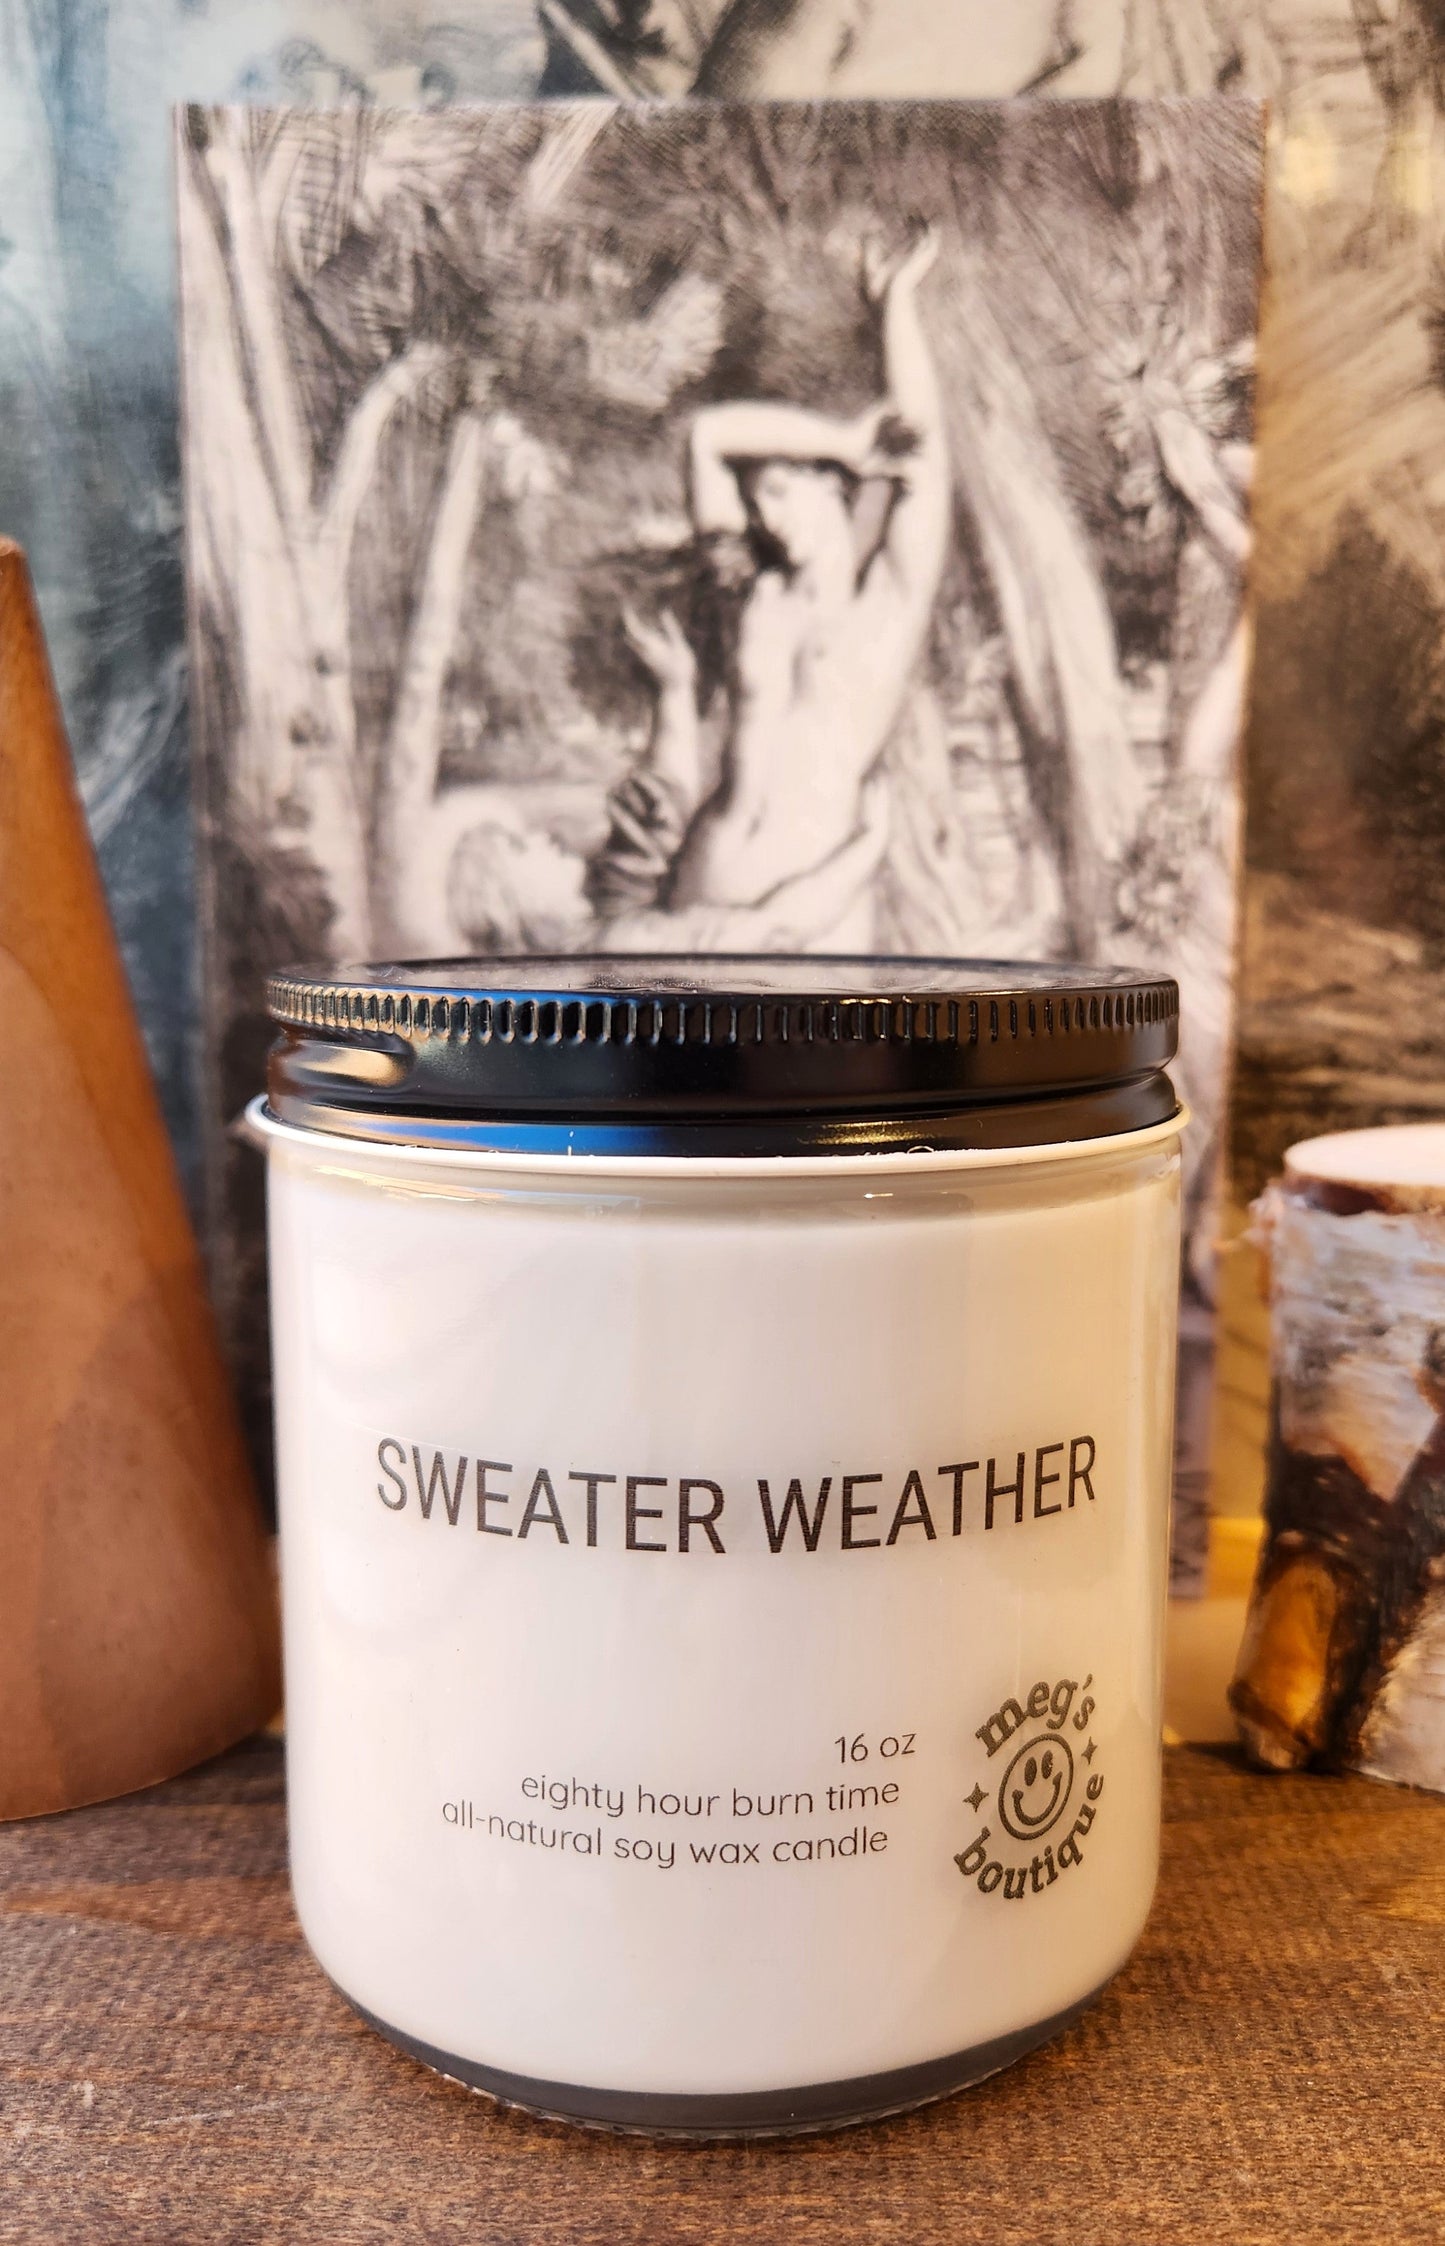 SWEATER WEATHER
16 oz
eighty hour burn time
all-natural soy wax candle
meg's
boutique